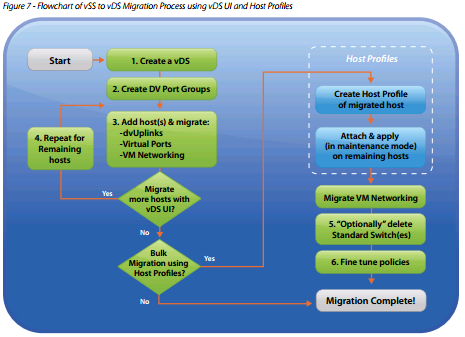 Figure 7 - Flowchart of vSS to vDS Migration Process using vDS UI and Host Profiles
Start
1. Create a vDS
2. Create DV Port Groups
3. Add host(s) & migrate:
-dvUplinks
-Virtual Ports
-VM Networking
4. Repeat for
Remaining
hosts
Yes
Migrate
more hosts with
vDS UI?
No
Bulk
Migration using
Host Profiles?
Yes
No
Host Profiles
Create Host Profile
of migrated host
Attach & apply
(in maintenance mode)
on remaining hosts
Migrate VM Networking
5. “Optionally” delete
Standard Switch(es)
6. Fine tune policies
Migration Complete!